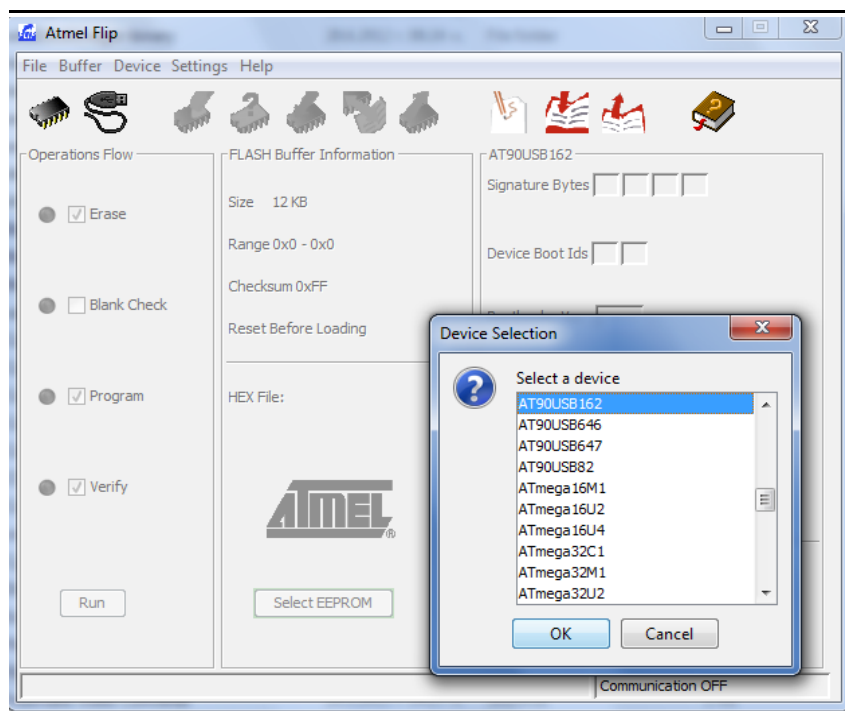 Atmel Flip
File Buffer Device Settings Help
Operations Flow
Erase
Blank Check
Program
Verify
Run
FLASH Buffer Information
Size 12 KB
Range 0x0 - 0x0
Checksum 0xFF
Reset Before Loading
HEX File:
ATMEL
®
Select EEPROM
AT90USB162
Signature Bytes
Device Boot Ids
Device Selection
Select a device
AT90USB162
AT90USB646
AT90USB647
AT90USB82
ATmega16M1
ATmega16U2
ATmega16U4
ATmega32C1
ATmega32M1
ATmega32U2
OK
Cancel
Communication OFF